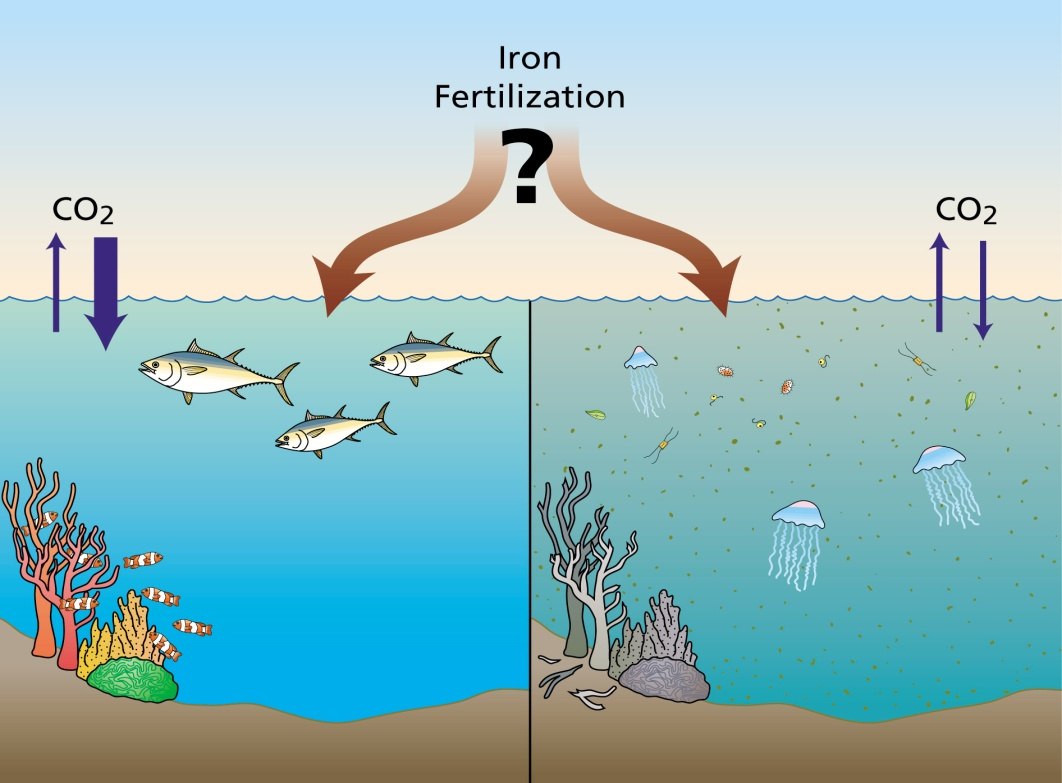 Iron
Fertilization
?
CO₂
CO₂